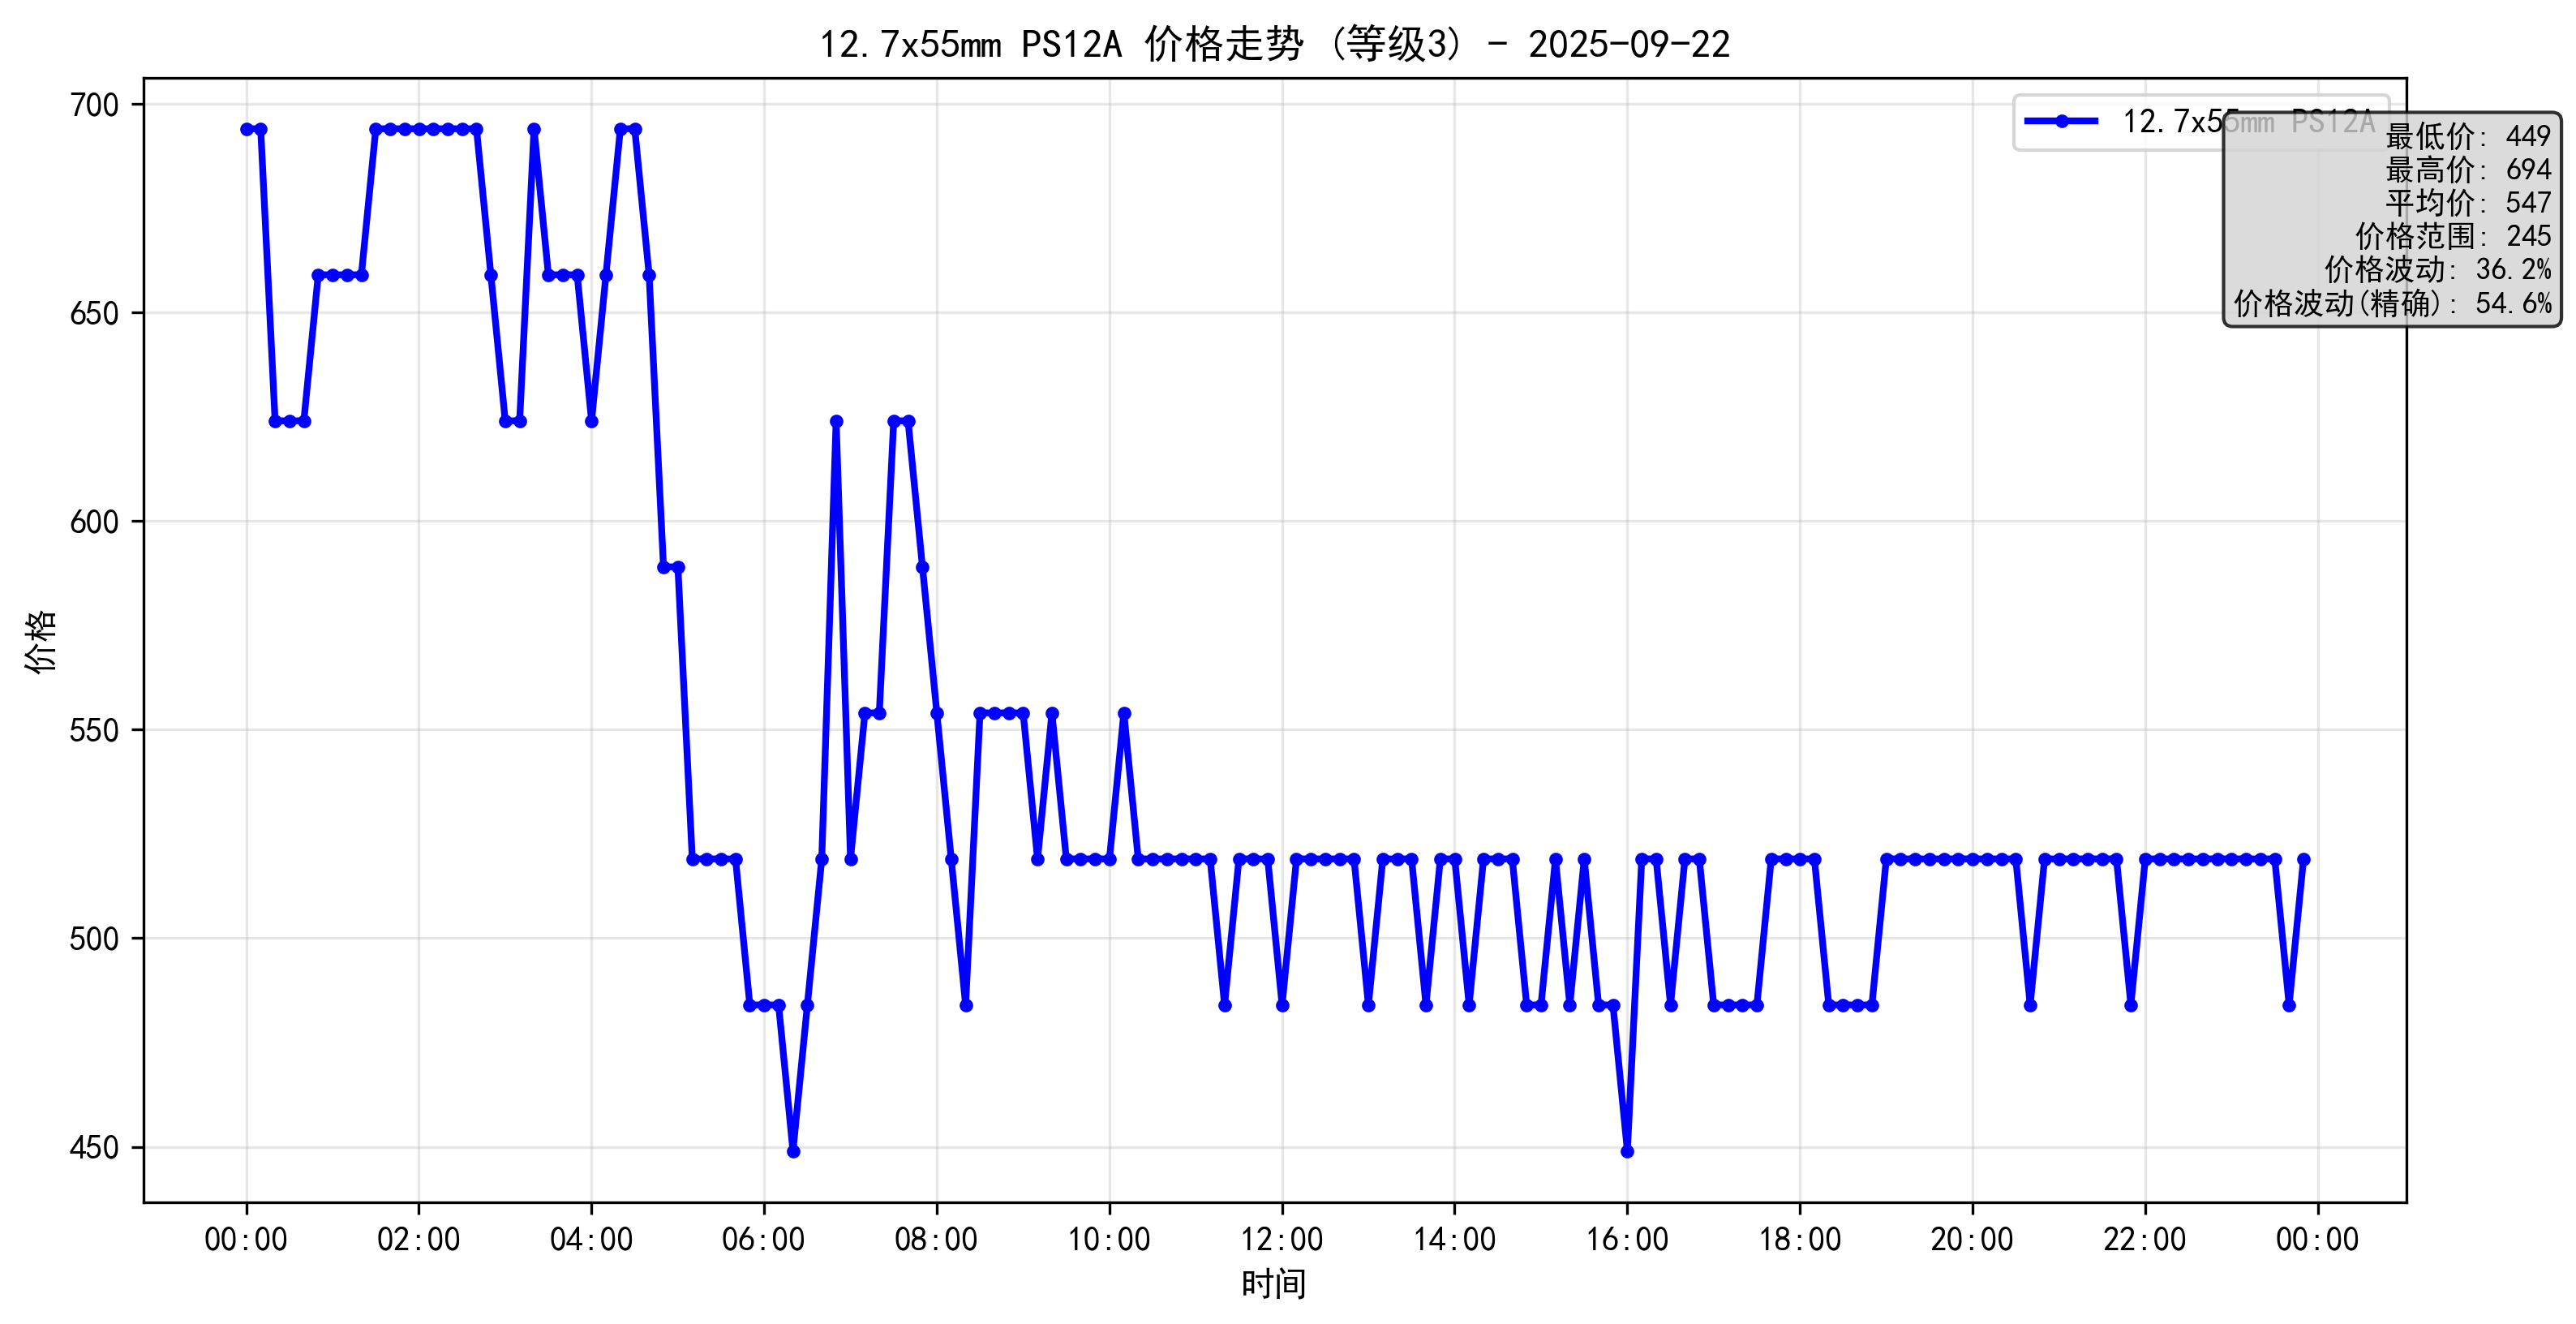 12.7x55mm PS12A 价格走势 (等级3) - 2025-09-22
700
650
600
550
500
450
价格
12.7x55mm PS12A
最低价: 449
最高价: 694
平均价: 547
价格范围: 245
价格波动: 36.2%
价格波动(精确): 54.6%
00:00 02:00 04:00 06:00 08:00 10:00 12:00 14:00 16:00 18:00 20:00 22:00 00:00
时间